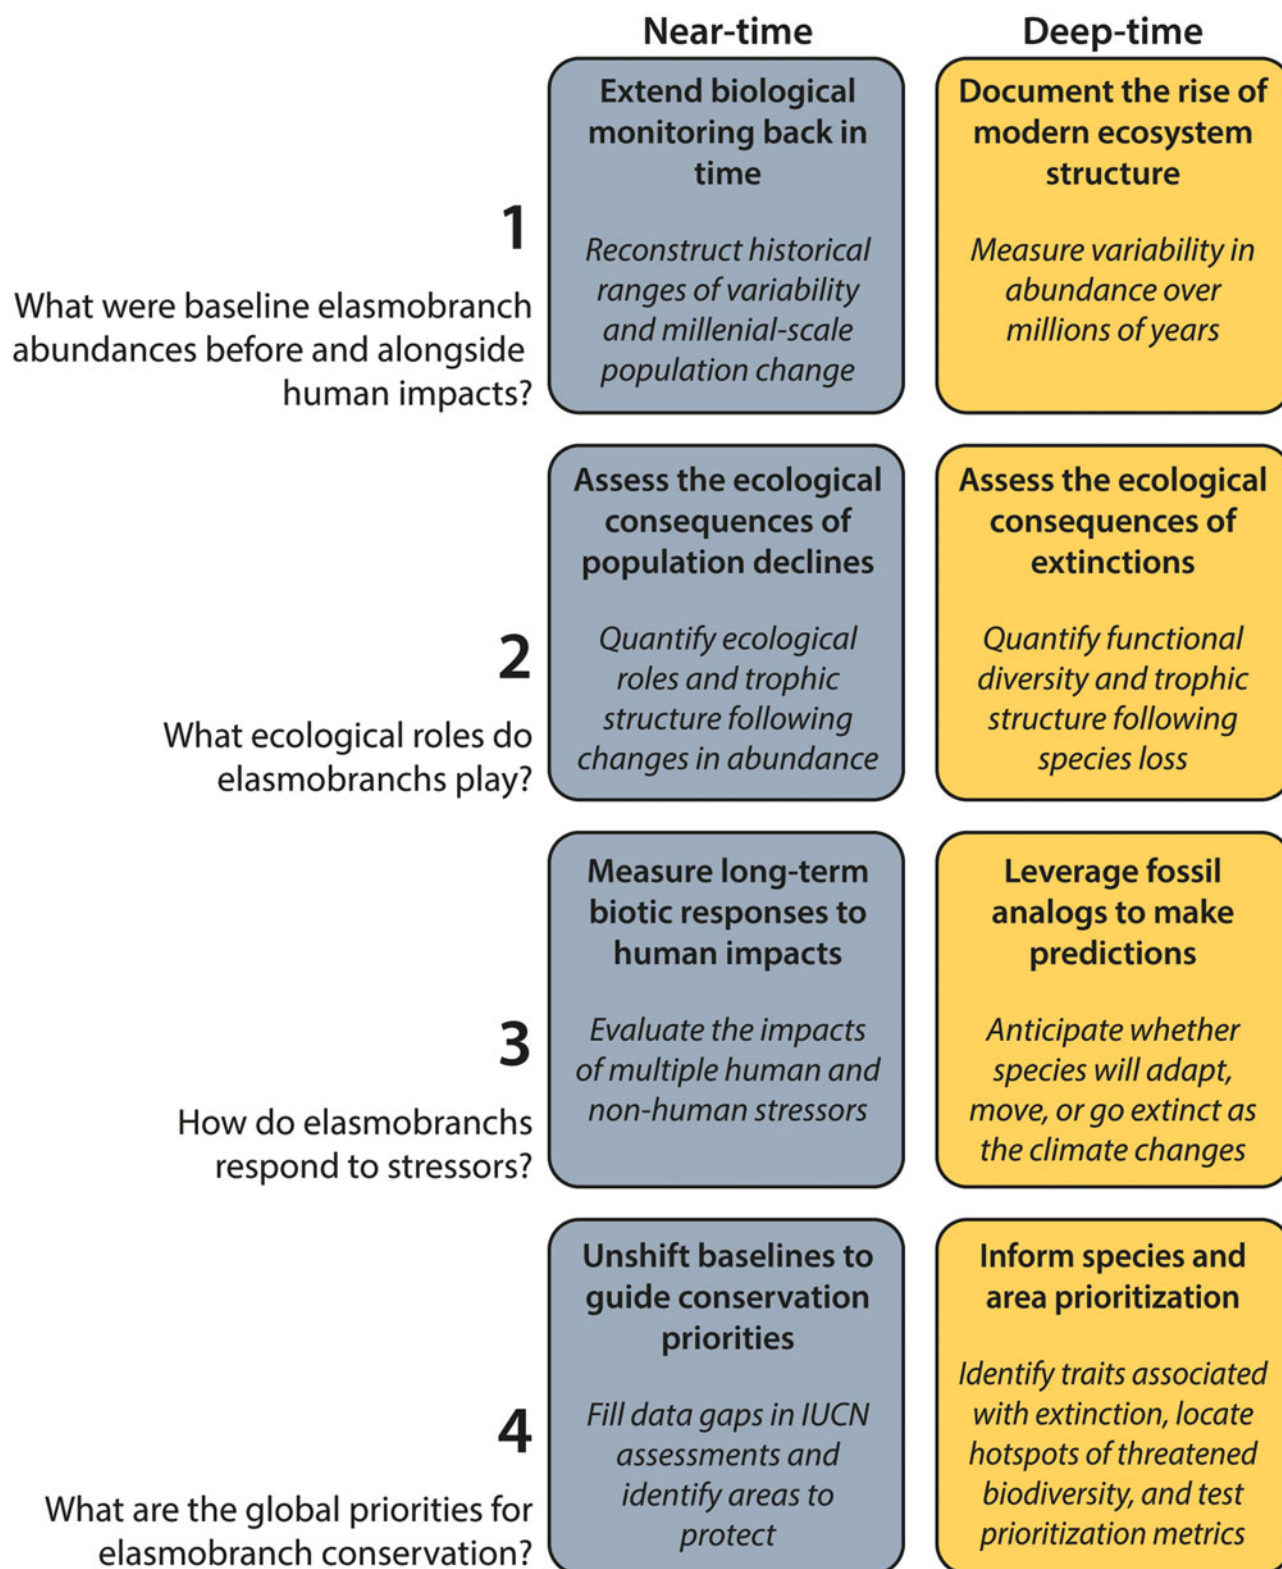 Near-time
Deep-time
1
What were baseline elasmobranch
abundances before and alongside
human impacts?
Extend biological
monitoring back in
time
Reconstruct historical
ranges of variability
and millenial-scale
population change
Document the rise of
modern ecosystem
structure
Measure variability in
abundance over
millions of years
2
What ecological roles do
elasmobranchs play?
Assess the ecological
consequences of
population declines
Quantify ecological
roles and trophic
structure following
changes in abundance
Assess the ecological
consequences of
extinctions
Quantify functional
diversity and trophic
structure following
species loss
3
How do elasmobranchs
respond to stressors?
Measure long-term
biotic responses to
human impacts
Evaluate the impacts
of multiple human and
non-human stressors
Leverage fossil
analogs to make
predictions
Anticipate whether
species will adapt,
move, or go extinct as
the climate changes
4
What are the global priorities for
elasmobranch conservation?
Unshift baselines to
guide conservation
priorities
Fill data gaps in IUCN
assessments and
identify areas to
protect
Inform species and
area prioritization
Identify traits associated
with extinction, locate
hotspots of threatened
biodiversity, and test
prioritization metrics